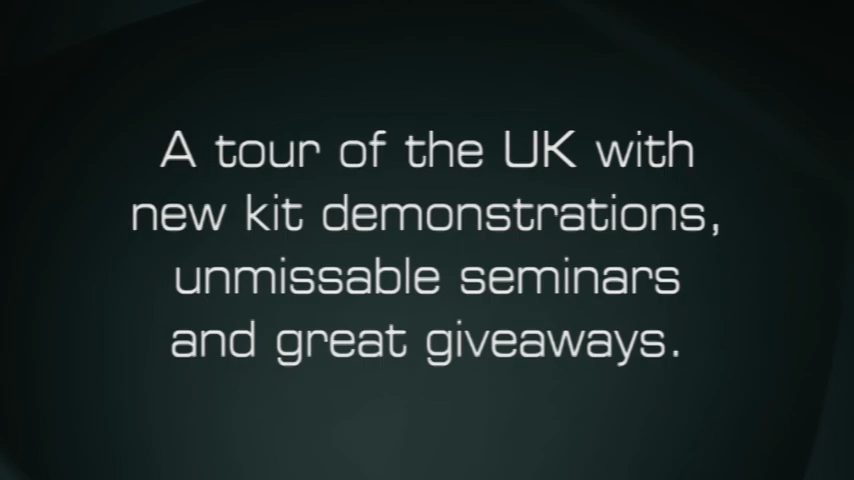 A tour of the UK with
new kit demonstrations,
unmissable seminars
and great giveaways.